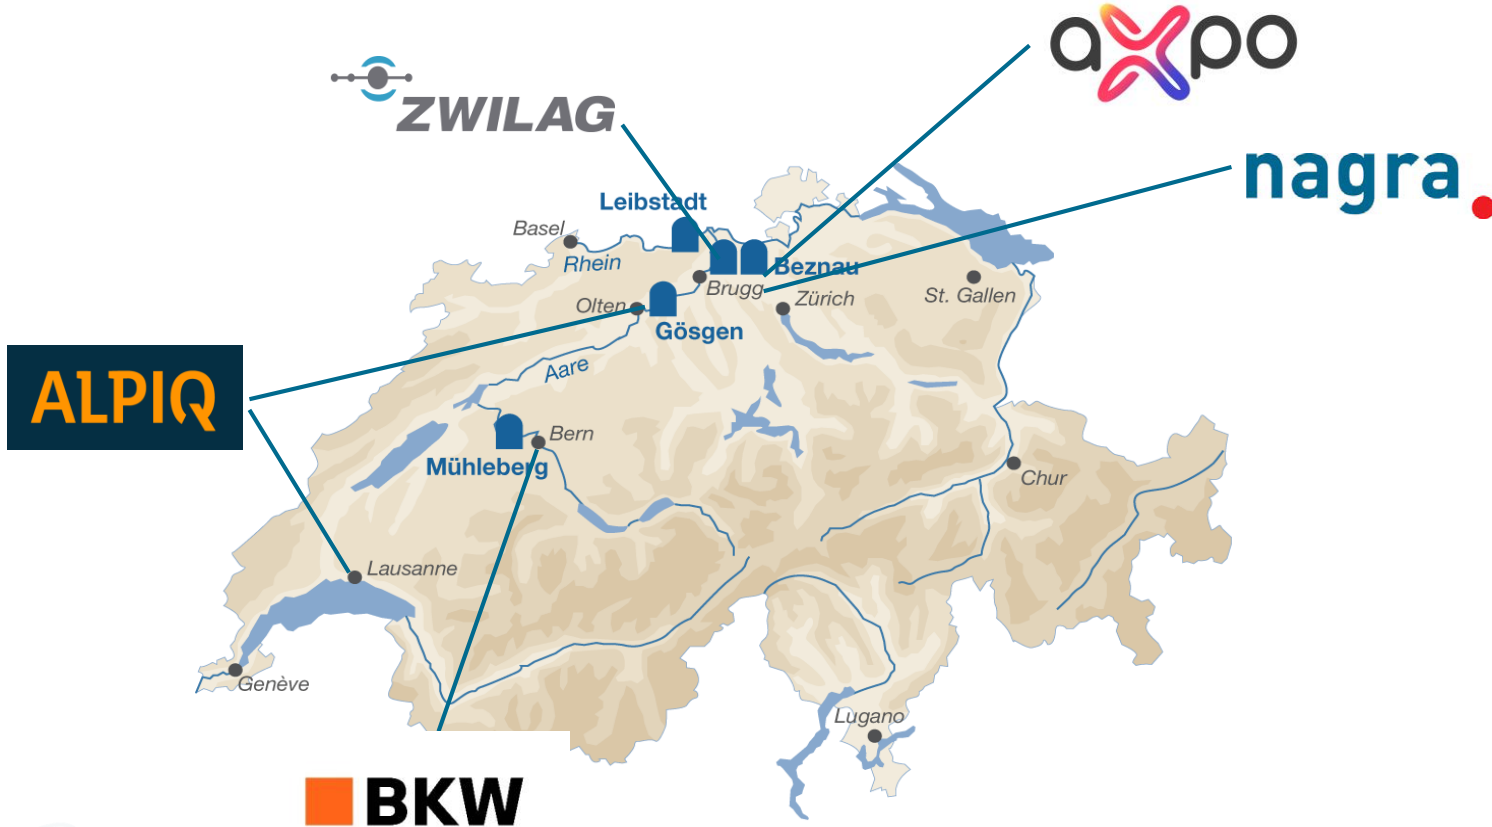 axpo
ZWILAG
nagra.
Leibstadt
Basel
Rhein
Beznau
Brugg
Zürich
St. Gallen
Olten
Gösgen
Aare
ALPIQ
Bern
Mühleberg
Chur
Lausanne
Genève
Lugano
BKW